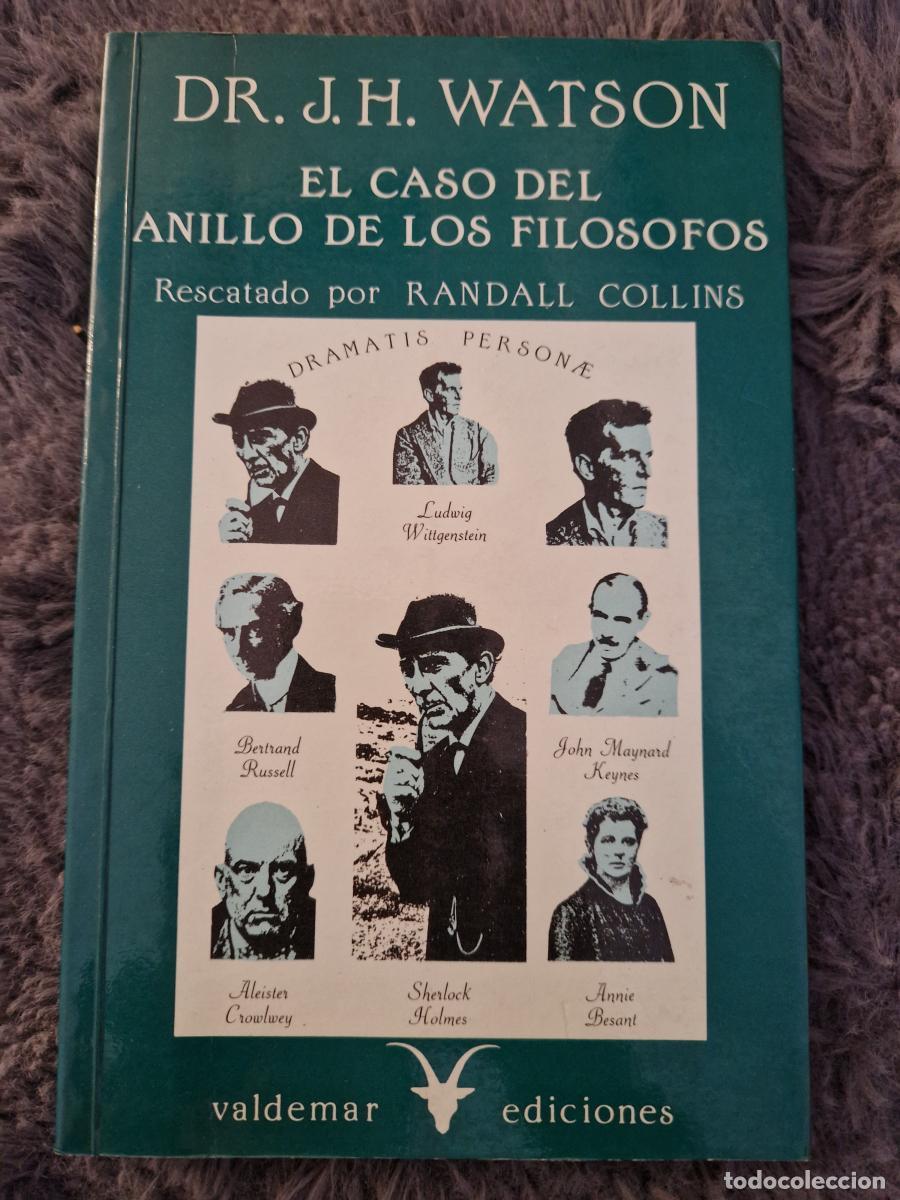 DR. J.H. WATSON
EL CASO DEL
ANILLO DE LOS FILOSOFOS
Rescatado por RANDALL COLLINS
DRAMATIS PERSONÆ
Ludwig
Wittgenstein
Bertrand
Russell
John Maynard
Keynes
Aleister
Crowlwey
Sherlock
Holmes
Annie
Besant
valdemar ediciones
todocoleccion